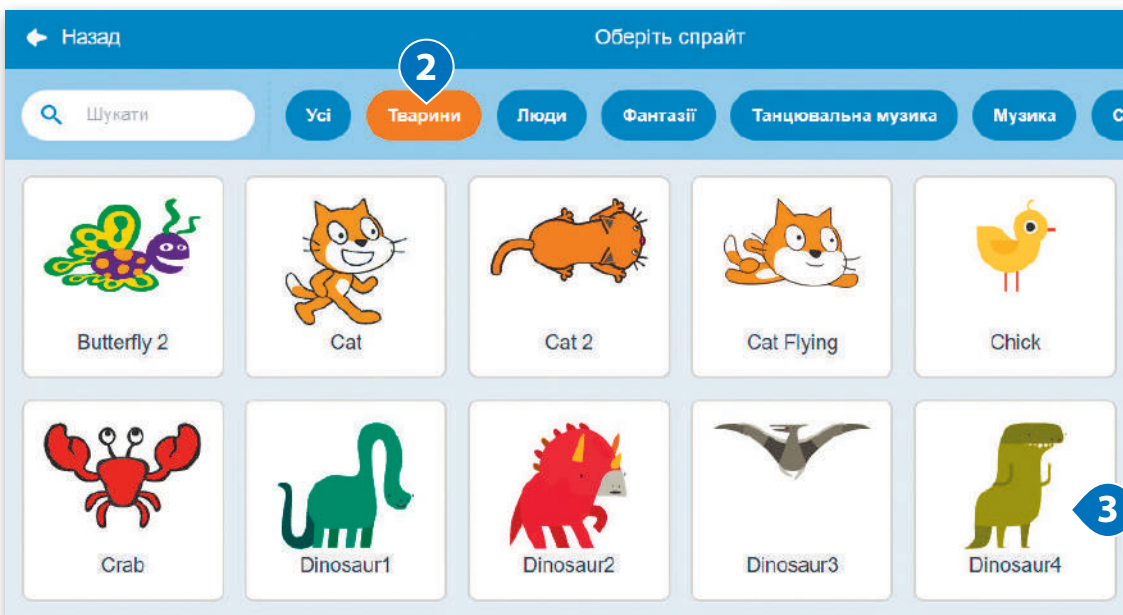 Назад
Оберіть спрайт
2
Шукати
Усі
Тварини
Люди
Фантазії
Танцювальна музика
Музика
С
Butterfly 2
Cat
Cat 2
Cat Flying
Chick
3
Crab
Dinosaur1
Dinosaur2
Dinosaur3
Dinosaur4